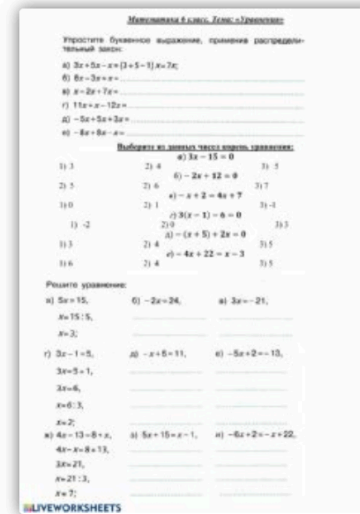 Математика 6 класс. Тема: «Уравнения»
Упростите буквенное выражение, применив распредели-
тельный закон:
а) 3x + 5x − x = (3 + 5 − 1) x = 7x;
б) 8x − 3x + x =
в) x − 2x + 7x =
г) 11x + x − 12x =
д) −5x + 5x + 3x =
е) −8x + 8x − x =
Выберите из данных чисел корень уравнения:
а) 3x − 15 = 0
1) 3 2) 4 3) 5
б) − 2x + 12 = 0
2) 5 2) 6 3) 7
в) − x + 2 = 4x + 7
1) 0 2) 1 3) -1
г) 3(x − 1) − 6 = 0
1) -2 2) 0 3) 3
д) − (x + 5) + 2x = 0
1) 3 2) 4 3) 5
е) − 4x + 22 = x − 3
1) 6 2) 4 3) 5
Решите уравнение:
а) 5x = 15, б) −2x = 24, в) 3x = −21,
x = 15 : 5,
x = 3;
г) 3x − 1 = 5, д) −x + 6 = 11, е) −5x + 2 = −13,
3x = 5 + 1,
3x = 6,
x = 6 : 3,
x = 2;
ж) 4x − 13 = 8 + x, з) 5x + 15 = x − 1, и) −6x + 2 = −x + 22,
4x − x = 8 + 13,
3x = 21,
x = 21 : 3,
x = 7;
LIVEWORKSHEETS